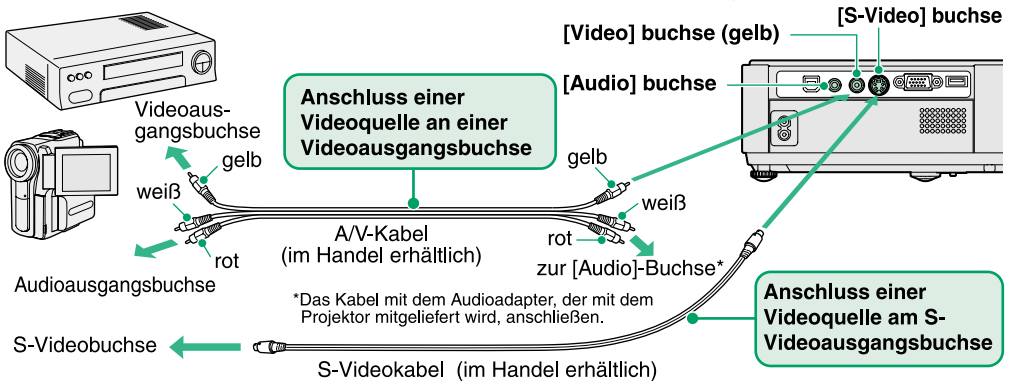 [S-Video] buchse
[Video] buchse (gelb)
[Audio] buchse
Videoaus-
gangsbuchse
Anschluss einer
Videoquelle an einer
Videoausgangsbuchse
gelb
gelb
weiß
weiß
rot
rot
A/V-Kabel
(im Handel erhältlich)
zur [Audio]-Buchse*
Audioausgangsbuchse
*Das Kabel mit dem Audioadapter, der mit dem
Projektor mitgeliefert wird, anschließen.
Anschluss einer
Videoquelle am S-
Videoausgangsbuchse
S-Videobuchse
S-Videokabel (im Handel erhältlich)